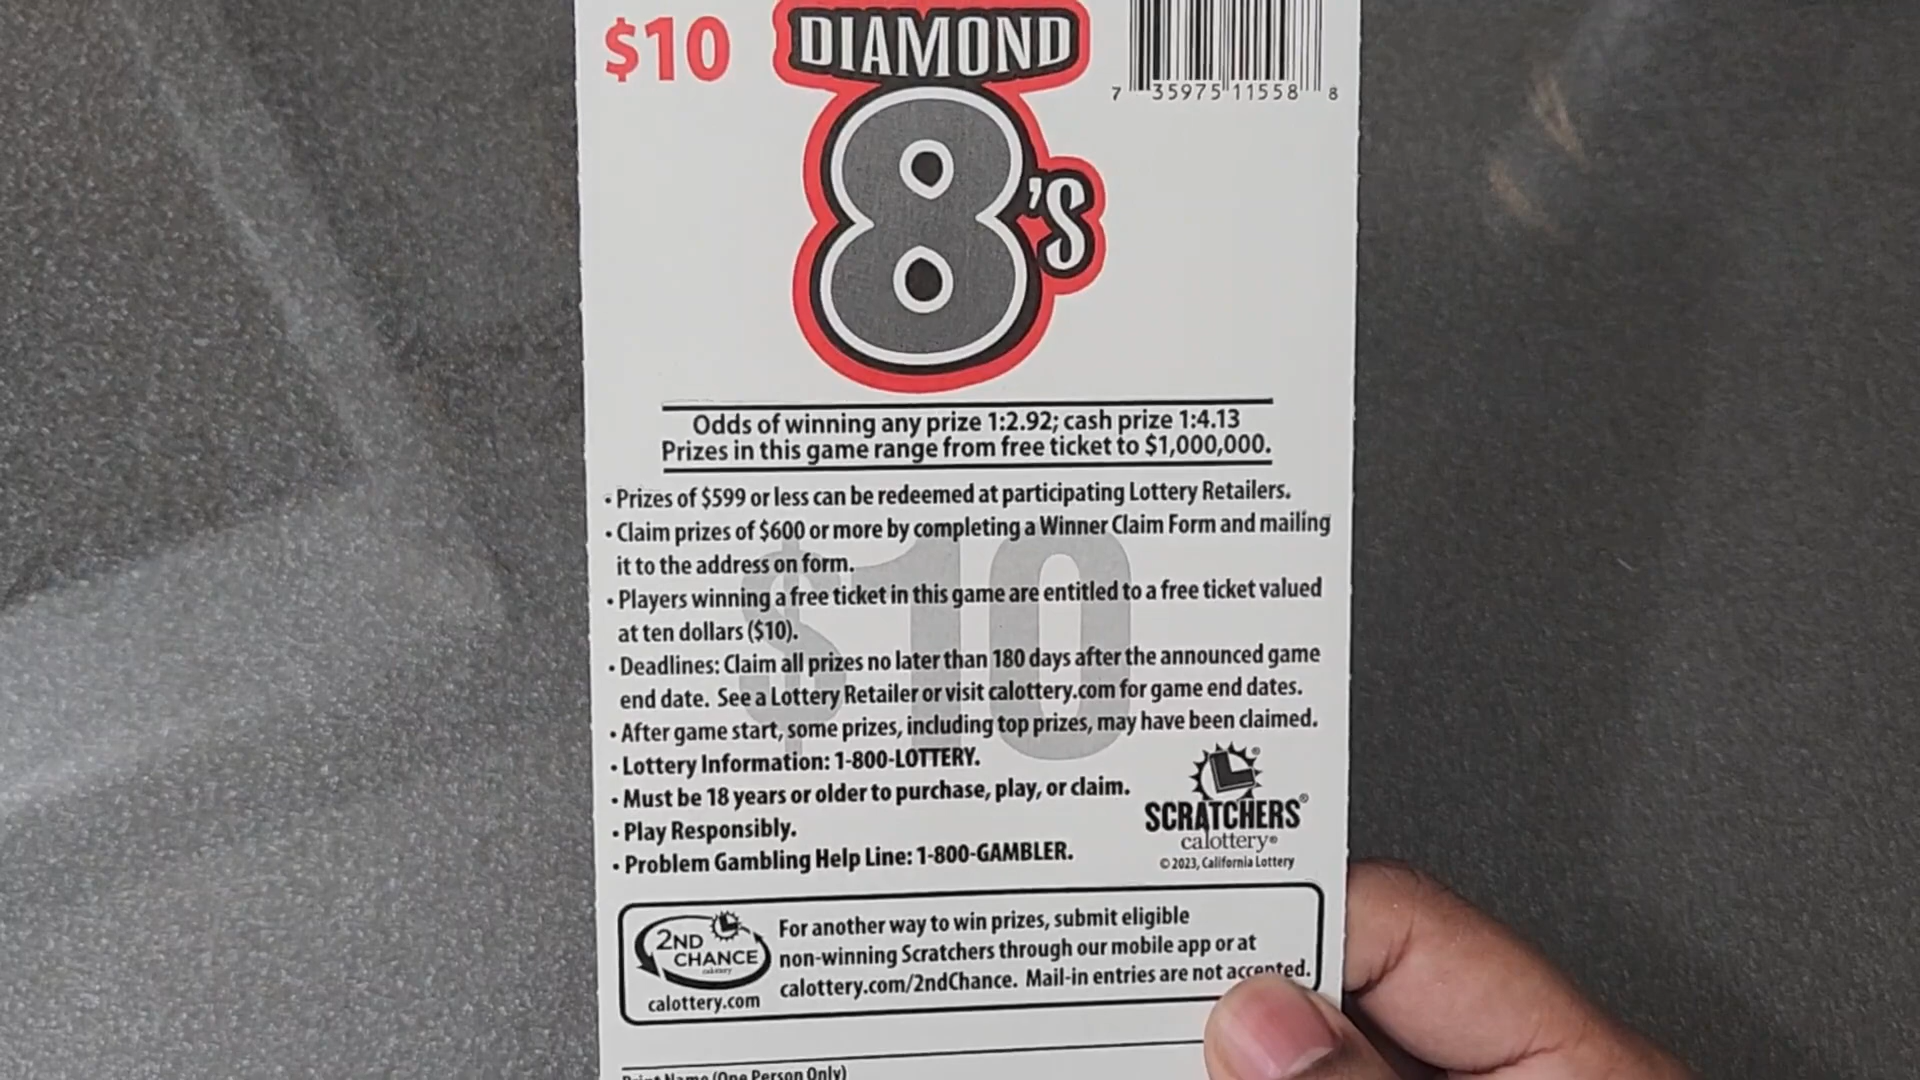 $10
DIAMOND
8's
7 35975 11558 8
Odds of winning any prize 1:2.92; cash prize 1:4.13
Prizes in this game range from free ticket to $1,000,000.
• Prizes of $599 or less can be redeemed at participating Lottery Retailers.
• Claim prizes of $600 or more by completing a Winner Claim Form and mailing
it to the address on form.
• Players winning a free ticket in this game are entitled to a free ticket valued
at ten dollars ($10).
• Deadlines: Claim all prizes no later than 180 days after the announced game
end date. See a Lottery Retailer or visit calottery.com for game end dates.
• After game start, some prizes, including top prizes, may have been claimed.
• Lottery Information: 1-800-LOTTERY.
• Must be 18 years or older to purchase, play, or claim.
• Play Responsibly.
• Problem Gambling Help Line: 1-800-GAMBLER.
$10
SCRATCHERS®
calottery®
© 2023, California Lottery
2ND
CHANCE
calottery
calottery.com
For another way to win prizes, submit eligible
non-winning Scratchers through our mobile app or at
calottery.com/2ndChance. Mail-in entries are not accepted.
Print Name (One Person Only)